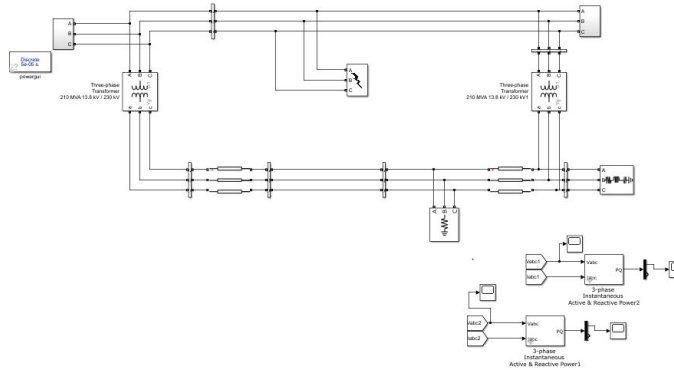 A
B
C
A
B
C
Discrete
5e-05 s.
powergui
A
B
C
A B C
Three-phase
Transformer
210 MVA 13.8 kV / 230 kV
a b c
A B C
Three-phase
Transformer
210 MVA 13.8 kV / 230 kV1
a b c
A
B
C
A B C
Vabc1
Iabc1
Vabc
Iabc
PQ
3-phase
Instantaneous
Active & Reactive Power2
Vabc2
Iabc2
Vabc
Iabc
PQ
3-phase
Instantaneous
Active & Reactive Power1